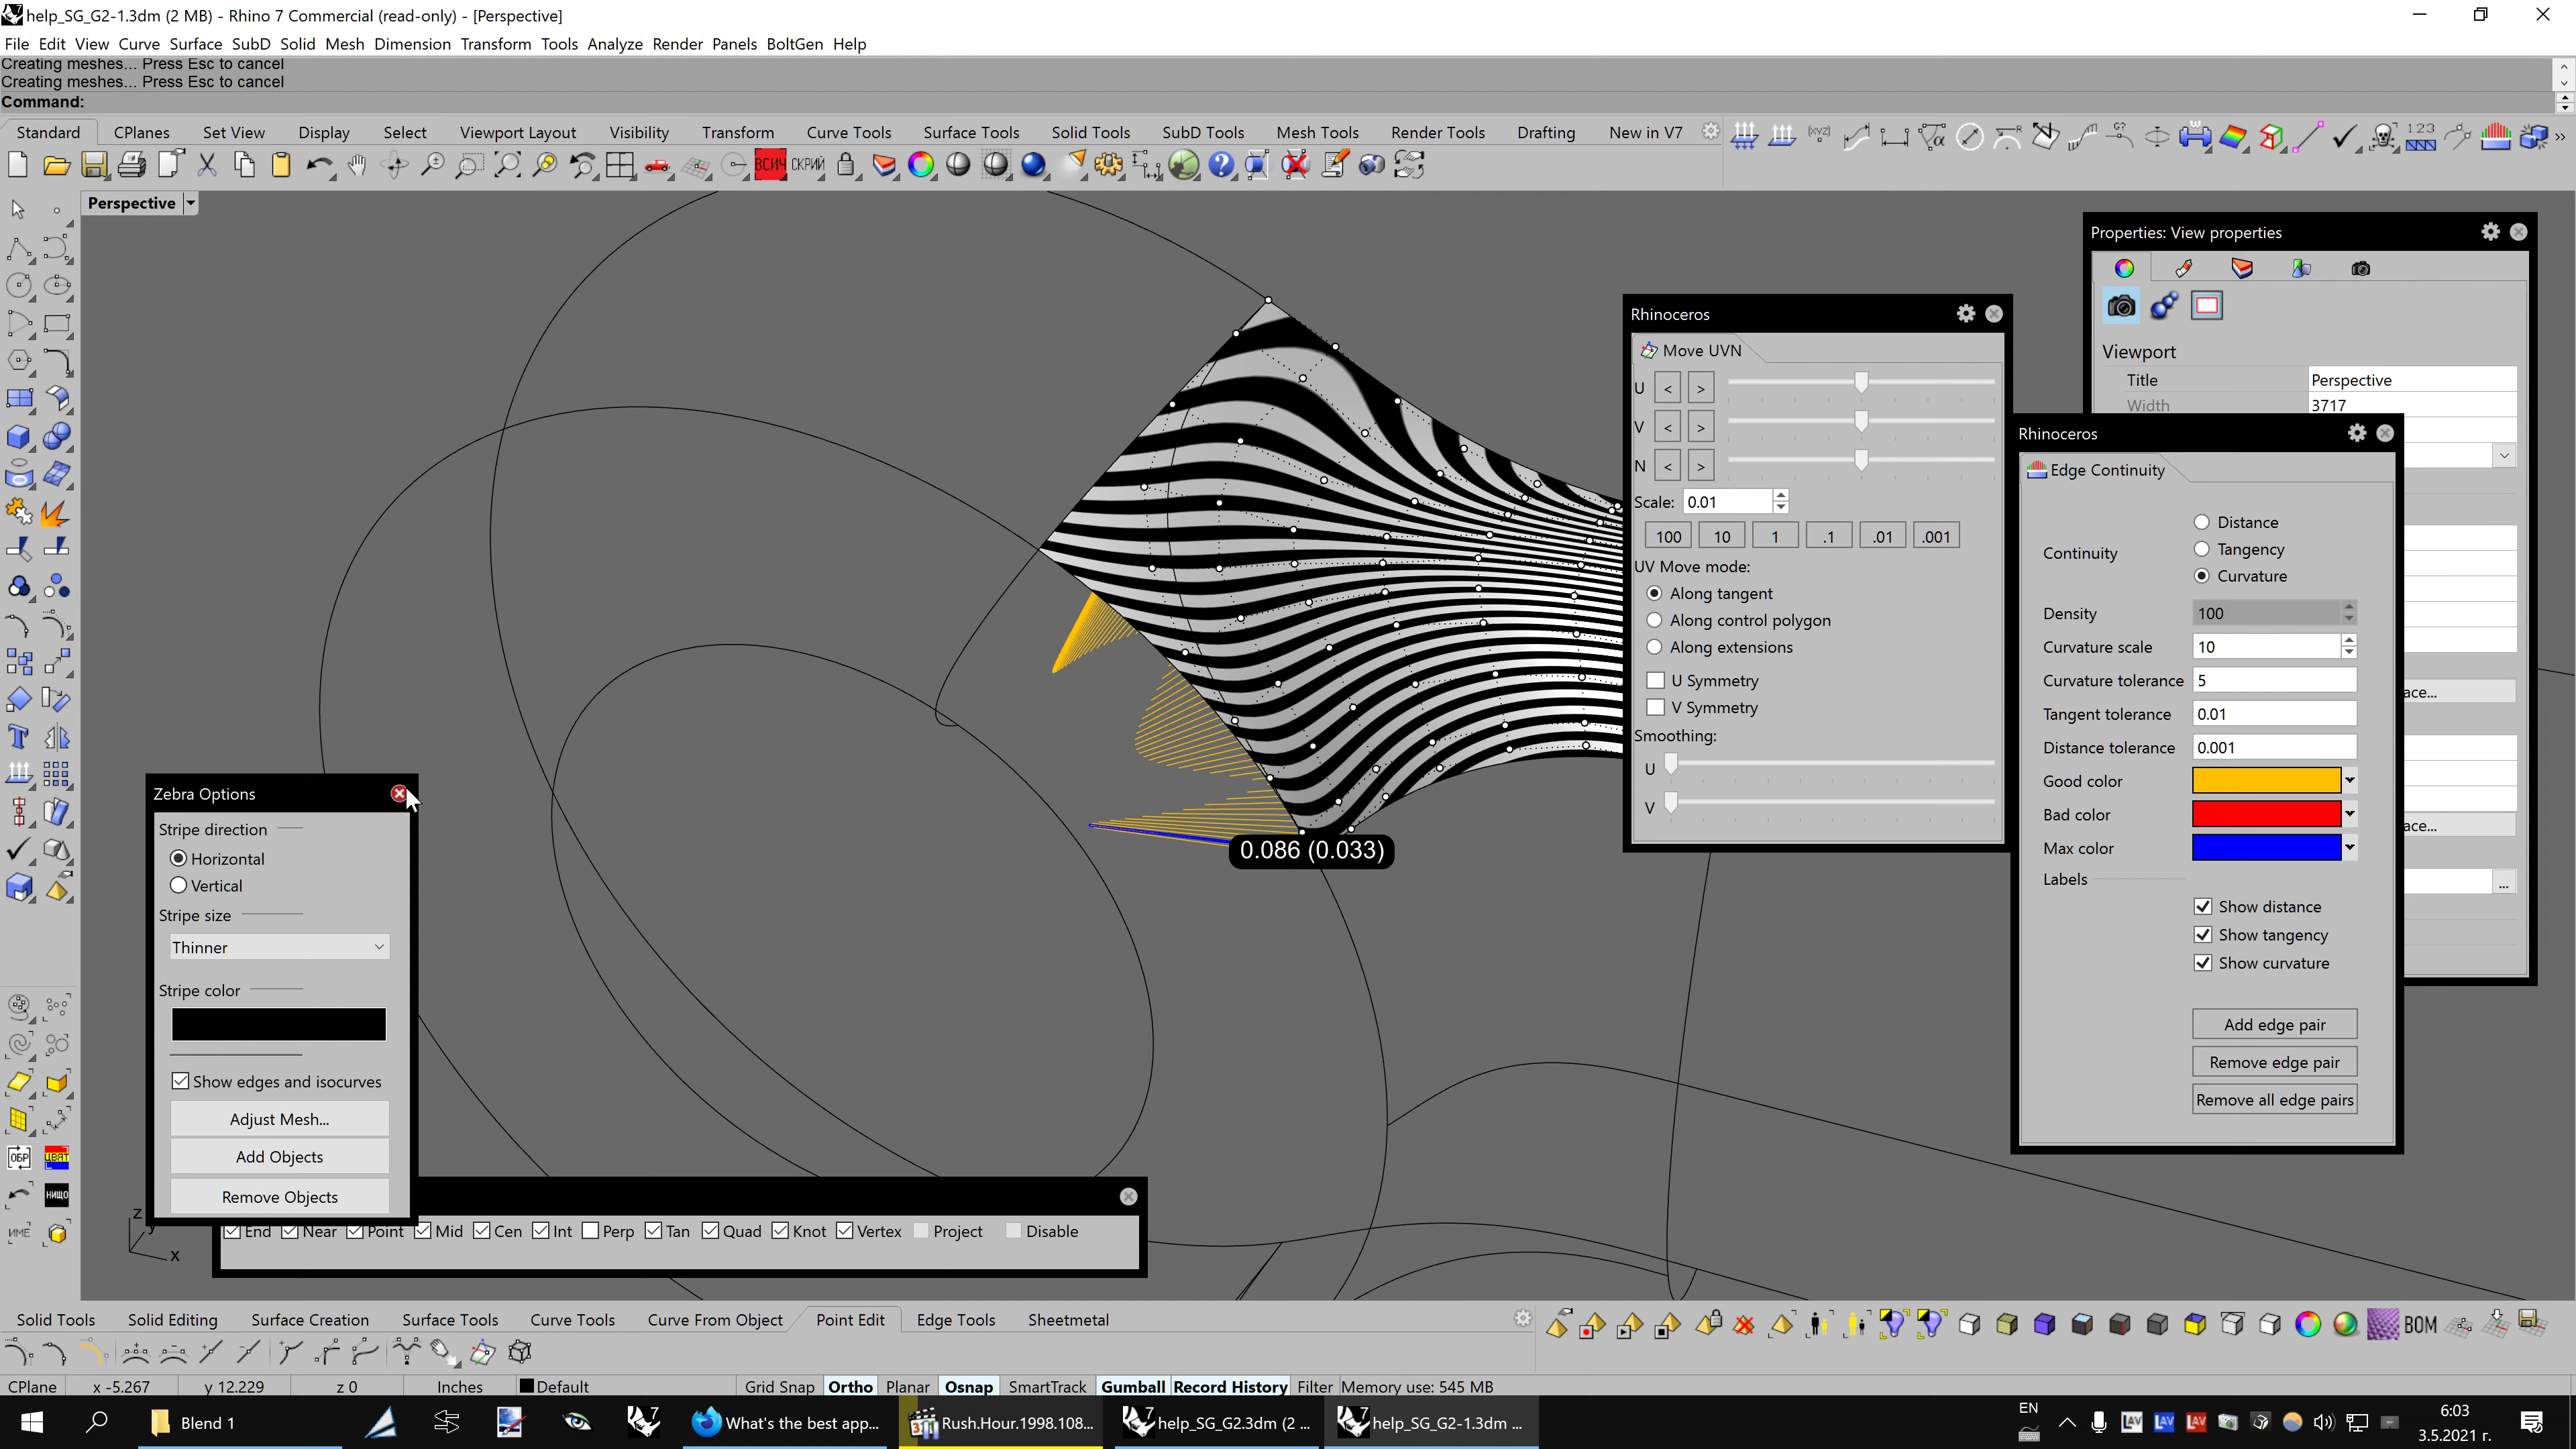 help_SG_G2-1.3dm (2 MB) - Rhino 7 Commercial (read-only) - [Perspective]
File Edit View Curve Surface SubD Solid Mesh Dimension Transform Tools Analyze Render Panels BoltGen Help
Creating meshes... Press Esc to cancel
Creating meshes... Press Esc to cancel
Command:
Standard CPlanes Set View Display Select Viewport Layout Visibility Transform Curve Tools Surface Tools Solid Tools SubD Tools Mesh Tools Render Tools Drafting New in V7
ВСИЧ СКРИЙ
Perspective
Properties: View properties
Viewport
Title Perspective
Width 3717
ace...
ace...
...
Rhinoceros
Move UVN
U < >
V < >
N < >
Scale: 0.01
100 10 1 .1 .01 .001
UV Move mode:
Along tangent
Along control polygon
Along extensions
U Symmetry
V Symmetry
Smoothing:
U
V
Rhinoceros
Edge Continuity
Continuity
Distance
Tangency
Curvature
Density 100
Curvature scale 10
Curvature tolerance 5
Tangent tolerance 0.01
Distance tolerance 0.001
Good color
Bad color
Max color
Labels
Show distance
Show tangency
Show curvature
Add edge pair
Remove edge pair
Remove all edge pairs
0.086 (0.033)
Zebra Options
Stripe direction
Horizontal
Vertical
Stripe size
Thinner
Stripe color
Show edges and isocurves
Adjust Mesh...
Add Objects
Remove Objects
ОБР ЦВЯТ
НИЩО
ИМЕ
z
y
x
End Near Point Mid Cen Int Perp Tan Quad Knot Vertex Project Disable
Solid Tools Solid Editing Surface Creation Surface Tools Curve Tools Curve From Object Point Edit Edge Tools Sheetmetal
BOM
CPlane x -5.267 y 12.229 z 0 Inches Default Grid Snap Ortho Planar Osnap SmartTrack Gumball Record History Filter Memory use: 545 MB
Blend 1
What's the best app...
Rush.Hour.1998.108...
help_SG_G2.3dm (2 ...
help_SG_G2-1.3dm ...
EN
LAV LAV LAV
6:03
3.5.2021 г.